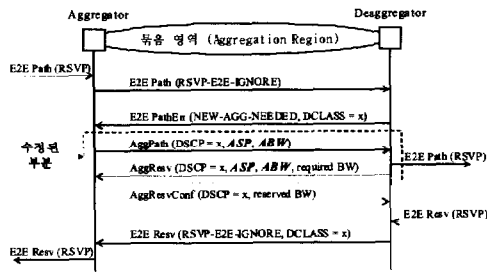 Aggregator
Deaggregator
묶음 영역 (Aggregation Region)
E2E Path (RSVP)
E2E Path (RSVP-E2E-IGNORE)
E2E PathErr (NEW-AGG-NEEDED, DCLASS = x)
수정된
부분
AggPath (DSCP = x, ASP, ABW)
E2E Path (RSVP)
AggResv (DSCP = x, ASP, ABW, required BW)
AggResvConf (DSCP = x, reserved BW)
E2E Resv (RSVP)
E2E Resv (RSVP-E2E-IGNORE, DCLASS = x)
E2E Resv (RSVP)